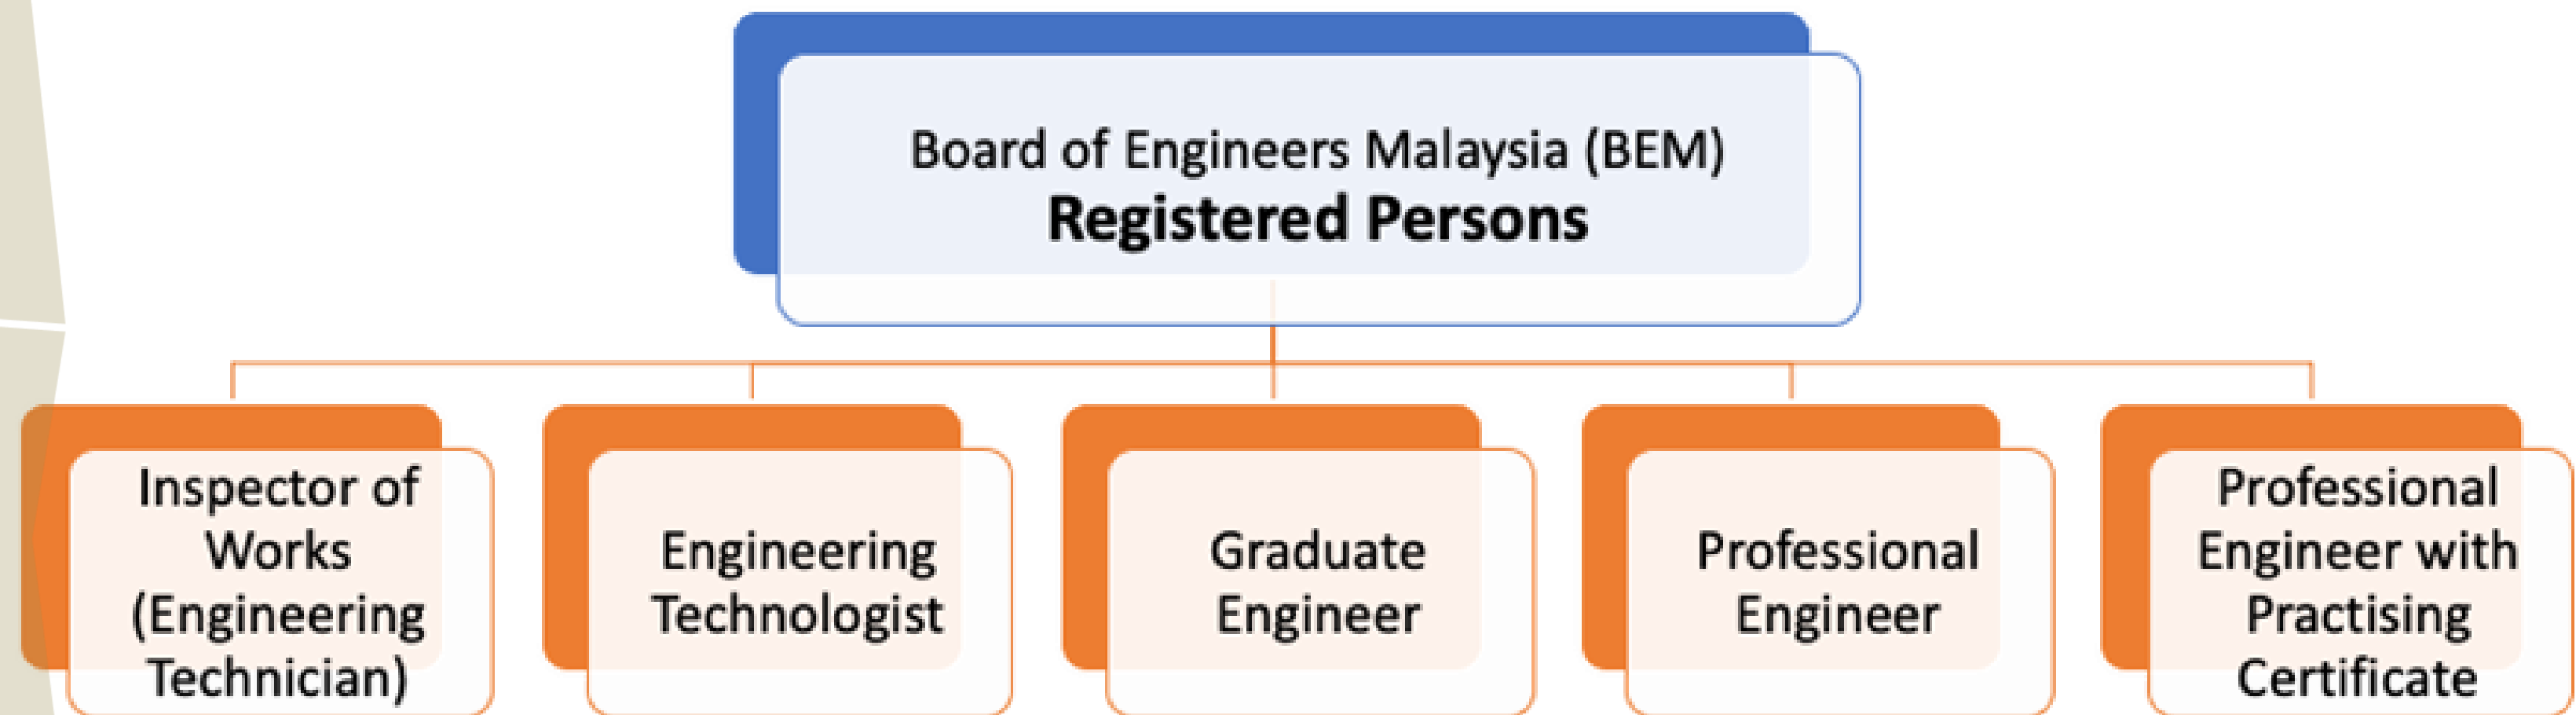 Board of Engineers Malaysia (BEM)
Registered Persons
Inspector of
Works
(Engineering
Technician)
Engineering
Technologist
Graduate
Engineer
Professional
Engineer
Professional
Engineer with
Practising
Certificate